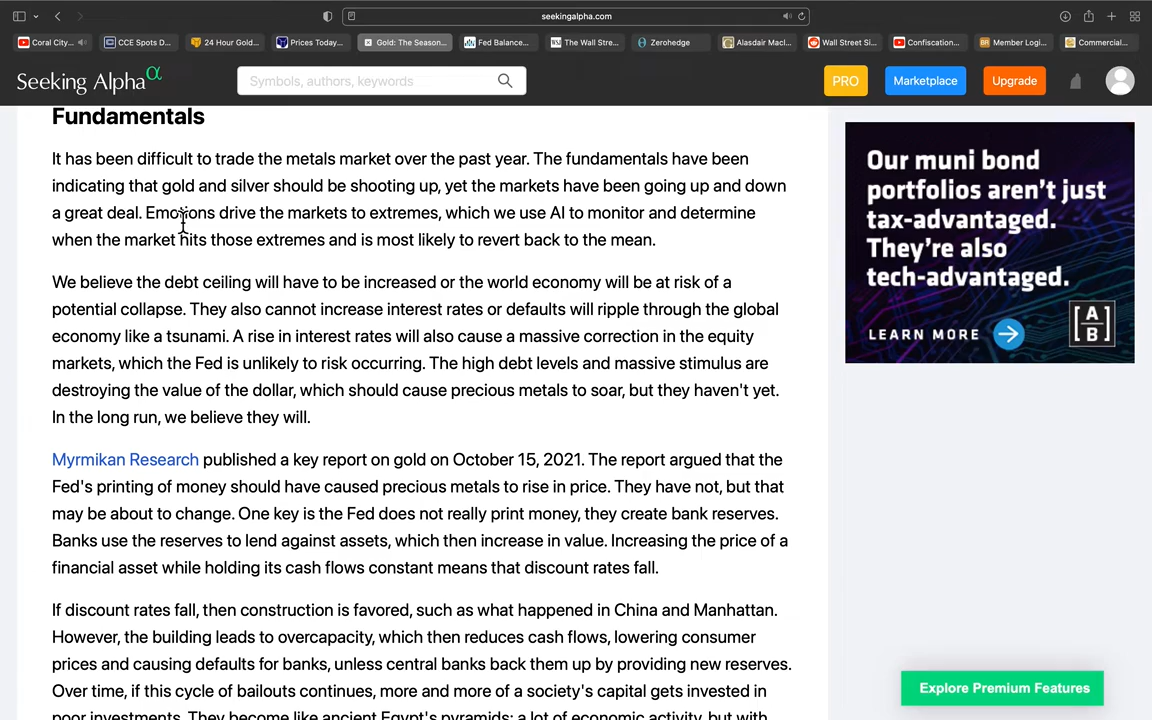 seekingalpha.com
Coral City...
CCE Spots D...
24 Hour Gold...
Prices Today...
Gold: The Season...
Fed Balance...
The Wall Stre...
Zerohedge
Alasdair Macl...
Wall Street Si...
Confiscation...
Member Logi...
Commercial...
Seeking Alpha α
Symbols, authors, keywords
PRO
Marketplace
Upgrade
Fundamentals
It has been difficult to trade the metals market over the past year. The fundamentals have been
indicating that gold and silver should be shooting up, yet the markets have been going up and down
a great deal. Emotions drive the markets to extremes, which we use AI to monitor and determine
when the market hits those extremes and is most likely to revert back to the mean.
We believe the debt ceiling will have to be increased or the world economy will be at risk of a
potential collapse. They also cannot increase interest rates or defaults will ripple through the global
economy like a tsunami. A rise in interest rates will also cause a massive correction in the equity
markets, which the Fed is unlikely to risk occurring. The high debt levels and massive stimulus are
destroying the value of the dollar, which should cause precious metals to soar, but they haven't yet.
In the long run, we believe they will.
Myrmikan Research published a key report on gold on October 15, 2021. The report argued that the
Fed's printing of money should have caused precious metals to rise in price. They have not, but that
may be about to change. One key is the Fed does not really print money, they create bank reserves.
Banks use the reserves to lend against assets, which then increase in value. Increasing the price of a
financial asset while holding its cash flows constant means that discount rates fall.
If discount rates fall, then construction is favored, such as what happened in China and Manhattan.
However, the building leads to overcapacity, which then reduces cash flows, lowering consumer
prices and causing defaults for banks, unless central banks back them up by providing new reserves.
Over time, if this cycle of bailouts continues, more and more of a society's capital gets invested in
poor investments. They become like ancient Egypt's pyramids: a lot of economic activity, but with
Our muni bond
portfolios aren't just
tax-advantaged.
They're also
tech-advantaged.
LEARN MORE
[A B]
Explore Premium Features